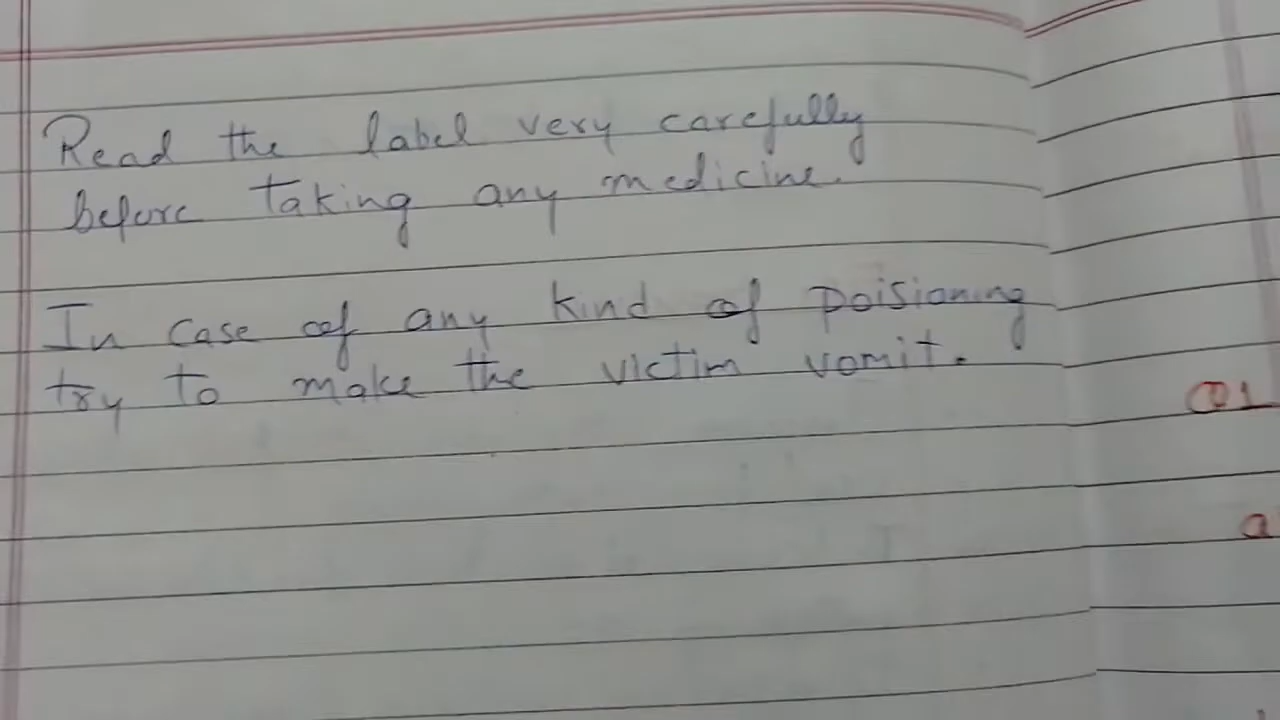 Read the label very carefully
before taking any medicine.
In case of any kind of poisioning
try to make the victim vomit.
a